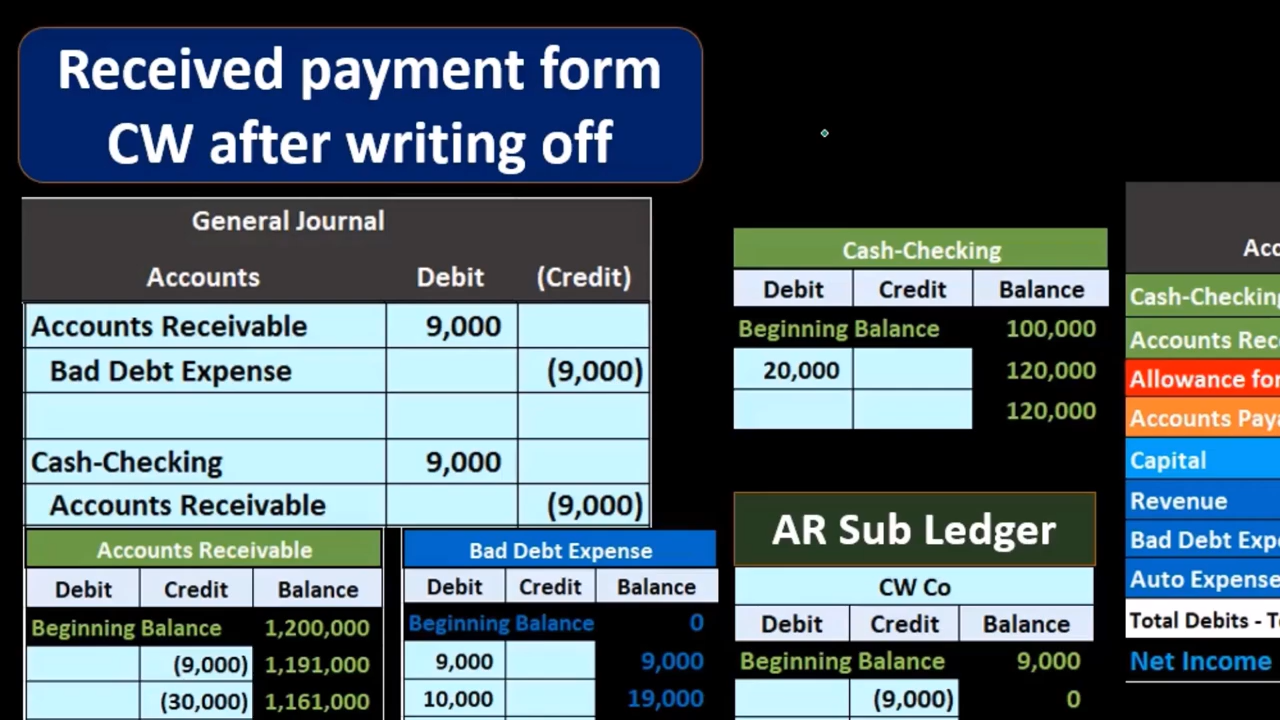 Received payment form
CW after writing off
General Journal
Accounts Debit (Credit)
Accounts Receivable 9,000
Bad Debt Expense (9,000)
Cash-Checking 9,000
Accounts Receivable (9,000)
Accounts Receivable
Debit Credit Balance
Beginning Balance 1,200,000
(9,000) 1,191,000
(30,000) 1,161,000
Bad Debt Expense
Debit Credit Balance
Beginning Balance 0
9,000 9,000
10,000 19,000
Cash-Checking
Debit Credit Balance
Beginning Balance 100,000
20,000 120,000
120,000
AR Sub Ledger
CW Co
Debit Credit Balance
Beginning Balance 9,000
(9,000) 0
Acc
Cash-Checking
Accounts Rec
Allowance for
Accounts Paya
Capital
Revenue
Bad Debt Expe
Auto Expense
Total Debits - T
Net Income